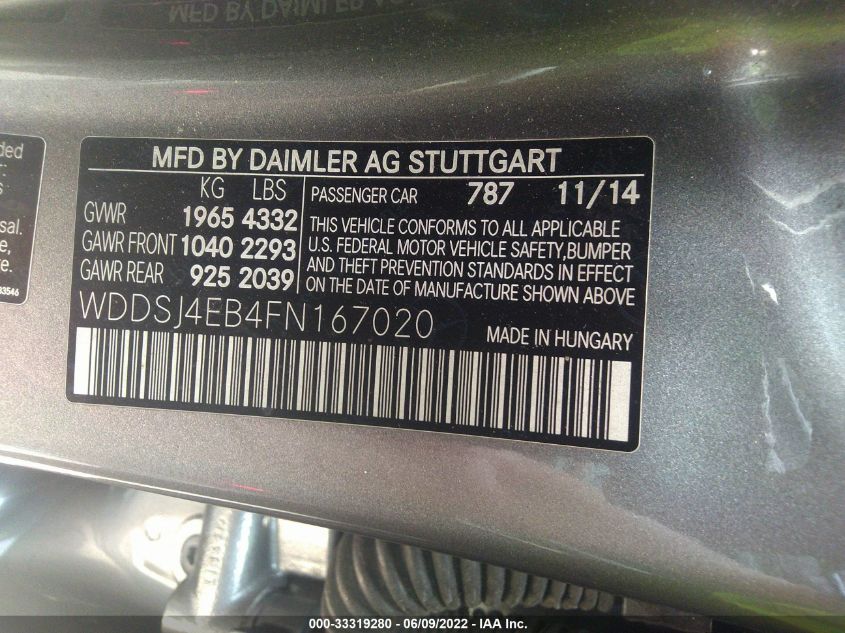 MFD BY DAIMLER AG STUTTGART
KG LBS
GVWR 1965 4332
GAWR FRONT 1040 2293
GAWR REAR 925 2039
PASSENGER CAR 787 11/14
THIS VEHICLE CONFORMS TO ALL APPLICABLE
U.S. FEDERAL MOTOR VEHICLE SAFETY,BUMPER
AND THEFT PREVENTION STANDARDS IN EFFECT
ON THE DATE OF MANUFACTURE SHOWN ABOVE
WDDSJ4EB4FN167020
MADE IN HUNGARY
000-33319280 - 06/09/2022 - IAA Inc.